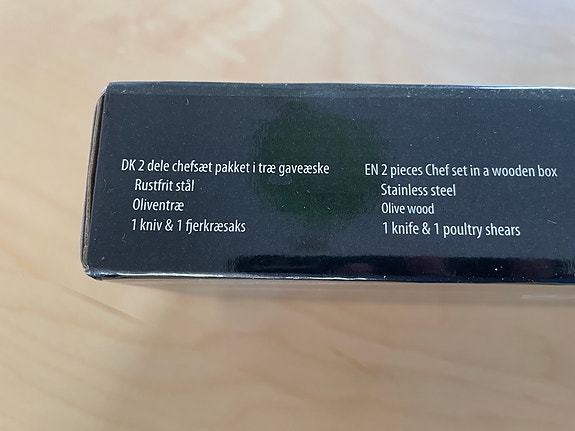 DK 2 dele chefsæt pakket i træ gaveæske
Rustfrit stål
Oliventræ
1 kniv & 1 fjerkræsaks
EN 2 pieces Chef set in a wooden box
Stainless steel
Olive wood
1 knife & 1 poultry shears